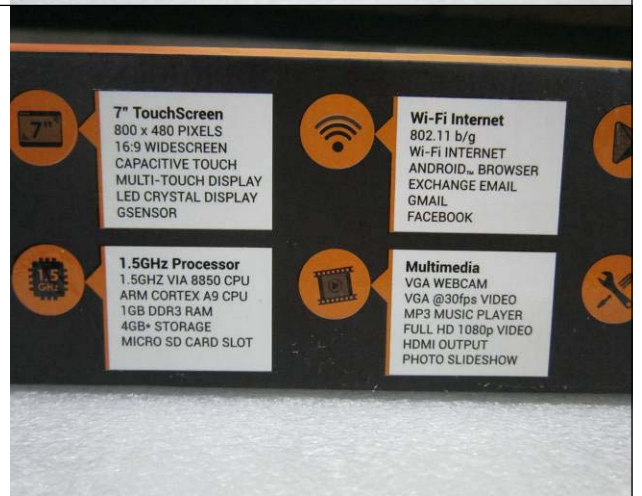 7"
7" TouchScreen
800 x 480 PIXELS
16:9 WIDESCREEN
CAPACITIVE TOUCH
MULTI-TOUCH DISPLAY
LED CRYSTAL DISPLAY
GSENSOR
Wi-Fi Internet
802.11 b/g
Wi-Fi INTERNET
ANDROID™ BROWSER
EXCHANGE EMAIL
GMAIL
FACEBOOK
1.5
GHz
1.5GHz Processor
1.5GHZ VIA 8850 CPU
ARM CORTEX A9 CPU
1GB DDR3 RAM
4GB* STORAGE
MICRO SD CARD SLOT
Multimedia
VGA WEBCAM
VGA @30fps VIDEO
MP3 MUSIC PLAYER
FULL HD 1080p VIDEO
HDMI OUTPUT
PHOTO SLIDESHOW